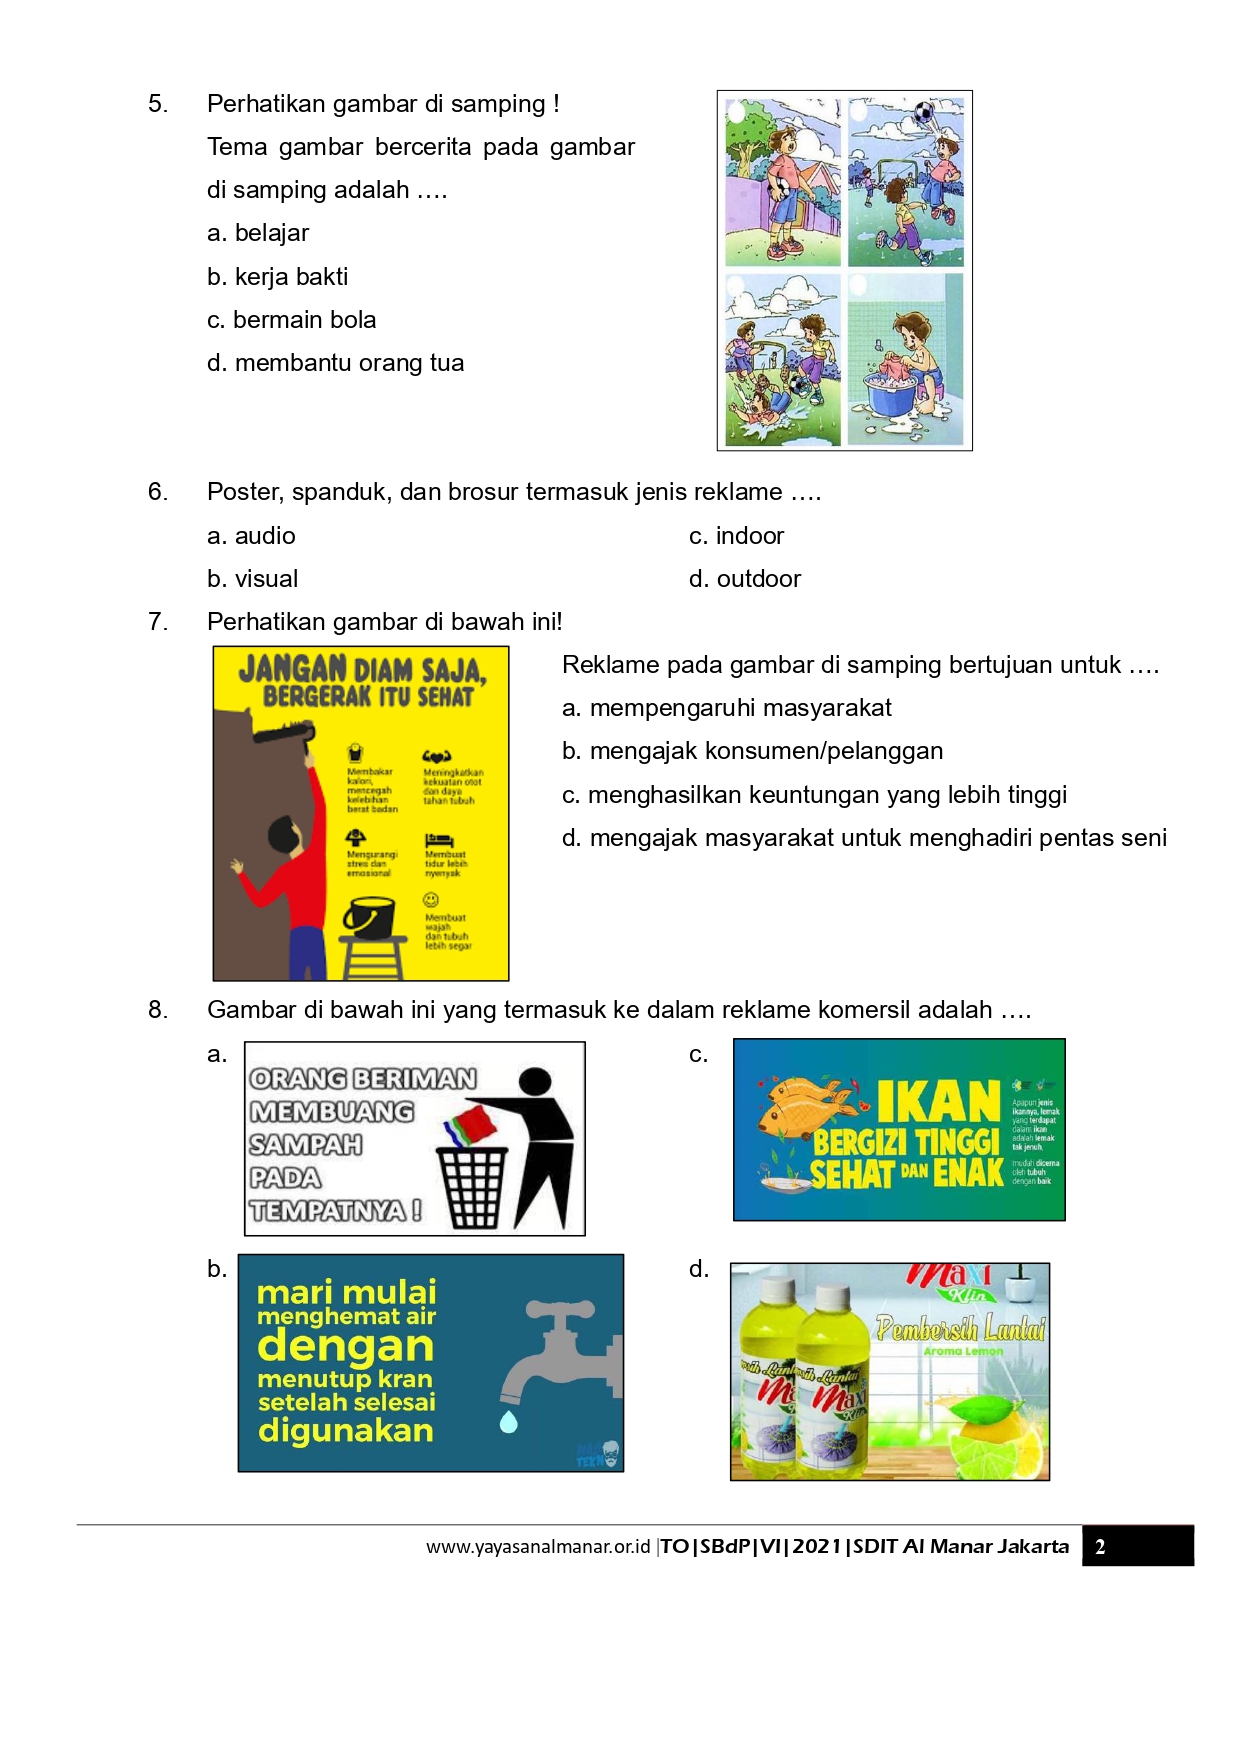 5. Perhatikan gambar di samping !
Tema gambar bercerita pada gambar
di samping adalah ….
a. belajar
b. kerja bakti
c. bermain bola
d. membantu orang tua
6. Poster, spanduk, dan brosur termasuk jenis reklame ….
a. audio
c. indoor
b. visual
d. outdoor
7. Perhatikan gambar di bawah ini!
JANGAN DIAM SAJA,
BERGERAK ITU SEHAT
Membakar
kalori,
mencegah
kelebihan
berat badan
Meningkatkan
kekuatan otot
dan daya
tahan tubuh
Mengurangi
stres dan
emosional
Membuat
tidur lebih
nyenyak
Membuat
wajah
dan tubuh
lebih segar
Reklame pada gambar di samping bertujuan untuk ….
a. mempengaruhi masyarakat
b. mengajak konsumen/pelanggan
c. menghasilkan keuntungan yang lebih tinggi
d. mengajak masyarakat untuk menghadiri pentas seni
8. Gambar di bawah ini yang termasuk ke dalam reklame komersil adalah ….
a.
ORANG BERIMAN
MEMBUANG
SAMPAH
PADA
TEMPATNYA !
c.
IKAN
BERGIZI TINGGI
SEHAT DAN ENAK
Apapun jenis
ikannya, lemak
yang terdapat
dalam ikan
adalah lemak
tak jenuh,
mudah dicerna
oleh tubuh
dengan baik
b.
mari mulai
menghemat air
dengan
menutup kran
setelah selesai
digunakan
d.
Maxi
Klin
Pembersih Lantai
Aroma Lemon
Maxi
Klin
www.yayasanalmanar.or.id |TO|SBdP|VI|2021|SDIT Al Manar Jakarta 2